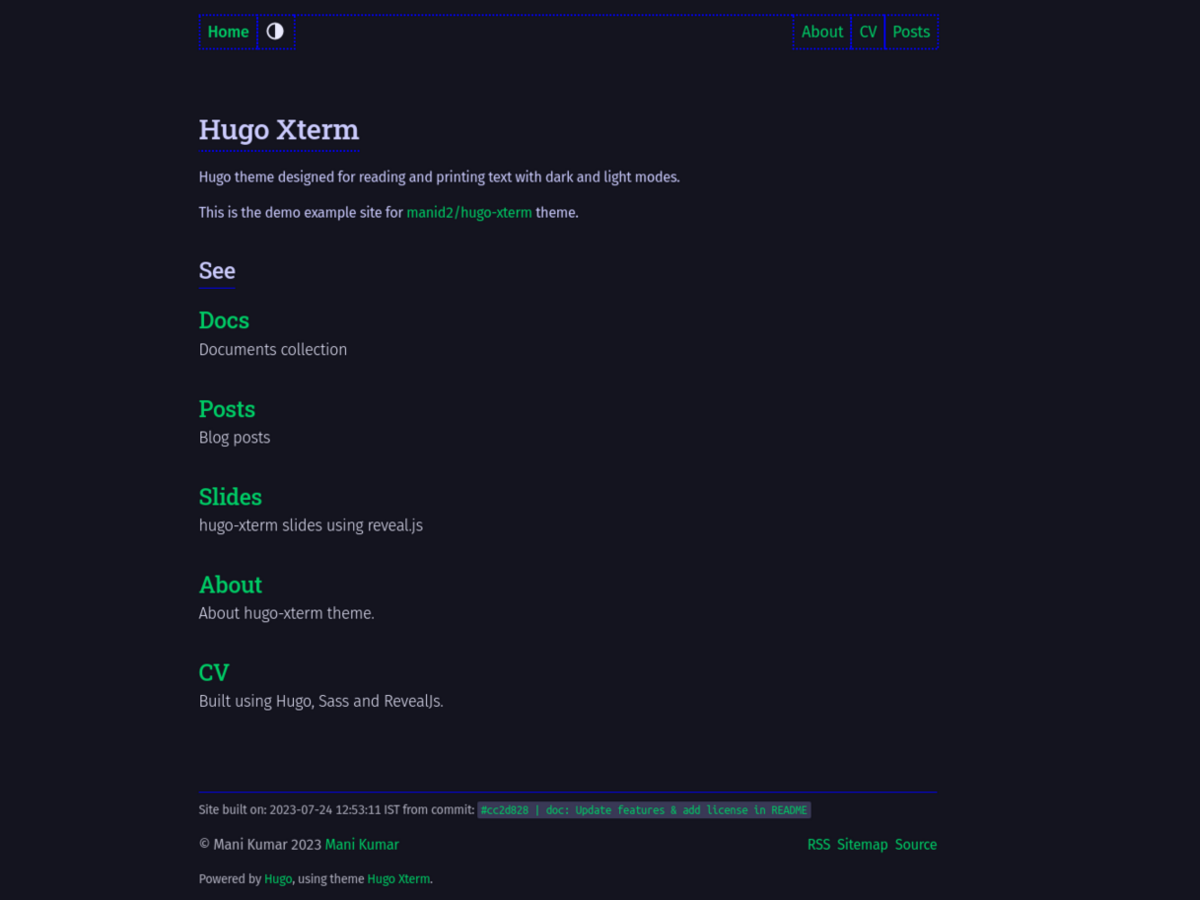 Home About CV Posts
Hugo Xterm
Hugo theme designed for reading and printing text with dark and light modes.
This is the demo example site for manid2/hugo-xterm theme.
See
Docs
Documents collection
Posts
Blog posts
Slides
hugo-xterm slides using reveal.js
About
About hugo-xterm theme.
CV
Built using Hugo, Sass and RevealJs.
Site built on: 2023-07-24 12:53:11 IST from commit: #cc2d828 | doc: Update features & add license in README
© Mani Kumar 2023 Mani Kumar RSS Sitemap Source
Powered by Hugo, using theme Hugo Xterm.